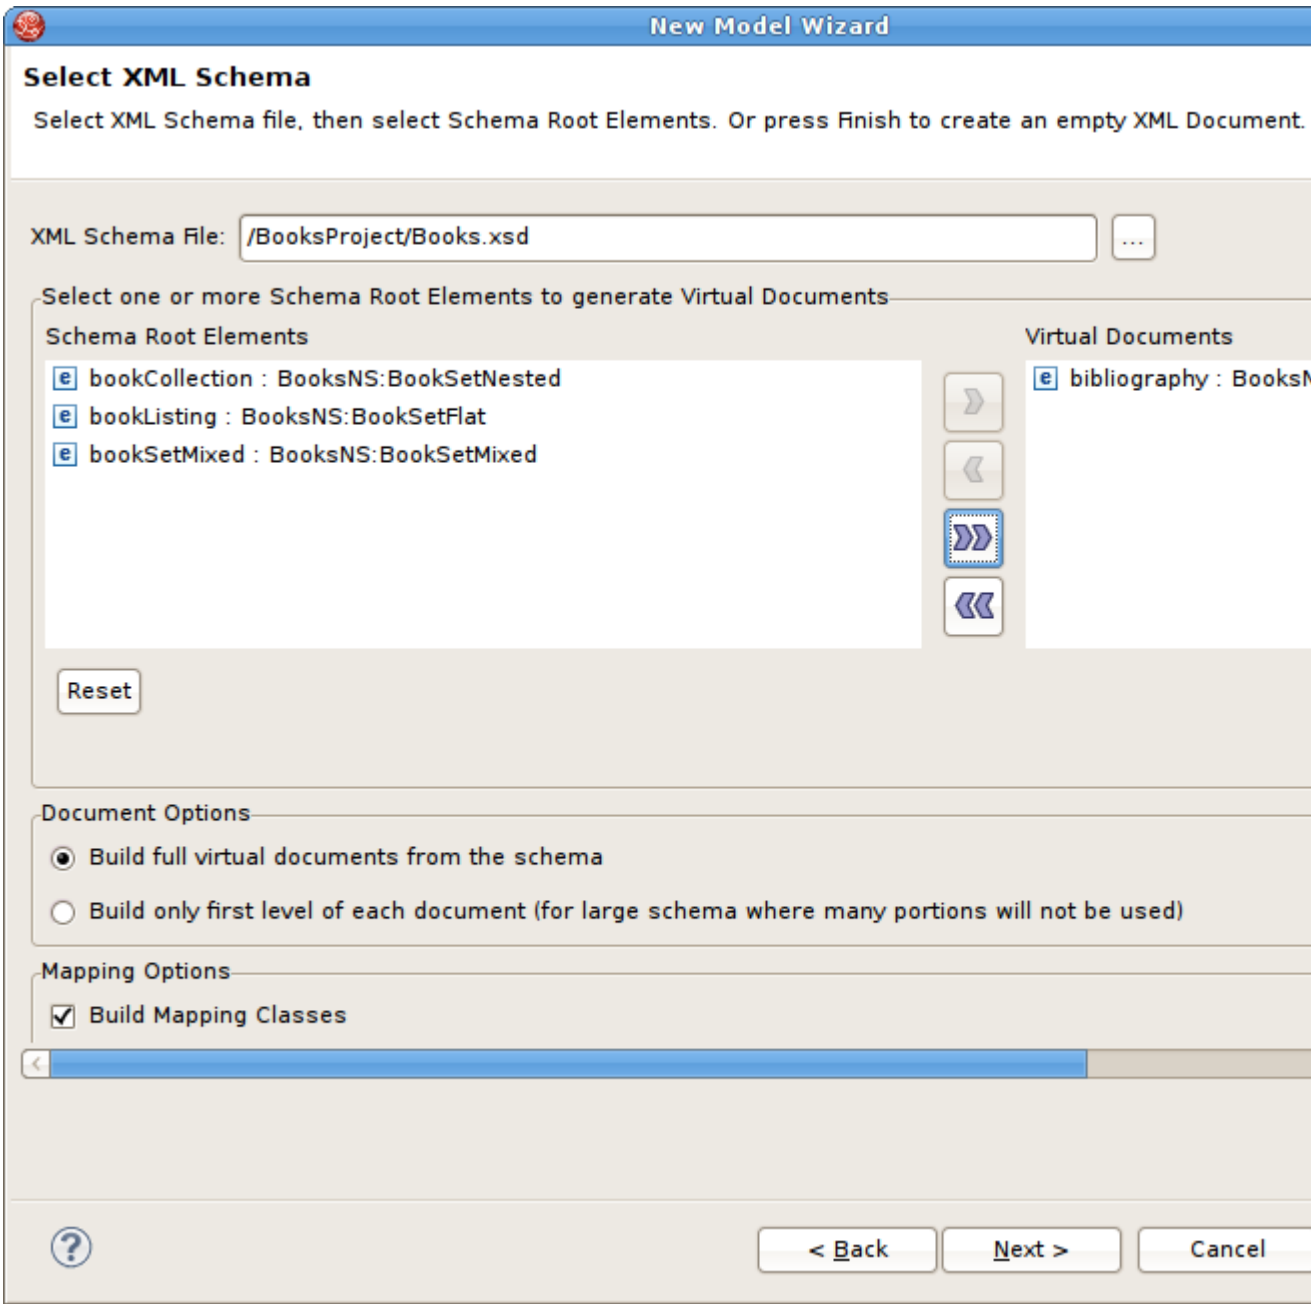 New Model Wizard
Select XML Schema
Select XML Schema file, then select Schema Root Elements. Or press Finish to create an empty XML Document.
XML Schema File: /BooksProject/Books.xsd ...
Select one or more Schema Root Elements to generate Virtual Documents
Schema Root Elements Virtual Documents
bookCollection : BooksNS:BookSetNested bibliography : BooksN
bookListing : BooksNS:BookSetFlat
bookSetMixed : BooksNS:BookSetMixed
Reset
Document Options
Build full virtual documents from the schema
Build only first level of each document (for large schema where many portions will not be used)
Mapping Options
Build Mapping Classes
< Back Next > Cancel